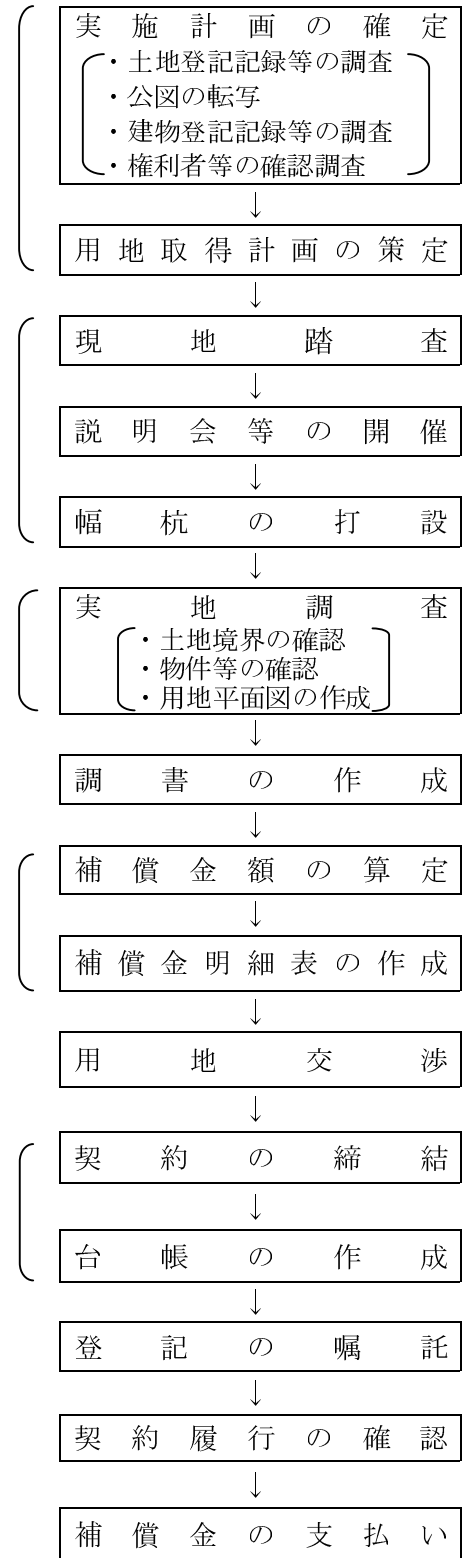 実施計画の確定
・土地登記記録等の調査
・公図の転写
・建物登記記録等の調査
・権利者等の確認調査
↓
用地取得計画の策定
↓
現地踏査
↓
説明会等の開催
↓
幅杭の打設
↓
実地調査
・土地境界の確認
・物件等の確認
・用地平面図の作成
↓
調書の作成
↓
補償金額の算定
↓
補償金明細表の作成
↓
用地交渉
↓
契約の締結
↓
台帳の作成
↓
登記の嘱託
↓
契約履行の確認
↓
補償金の支払い